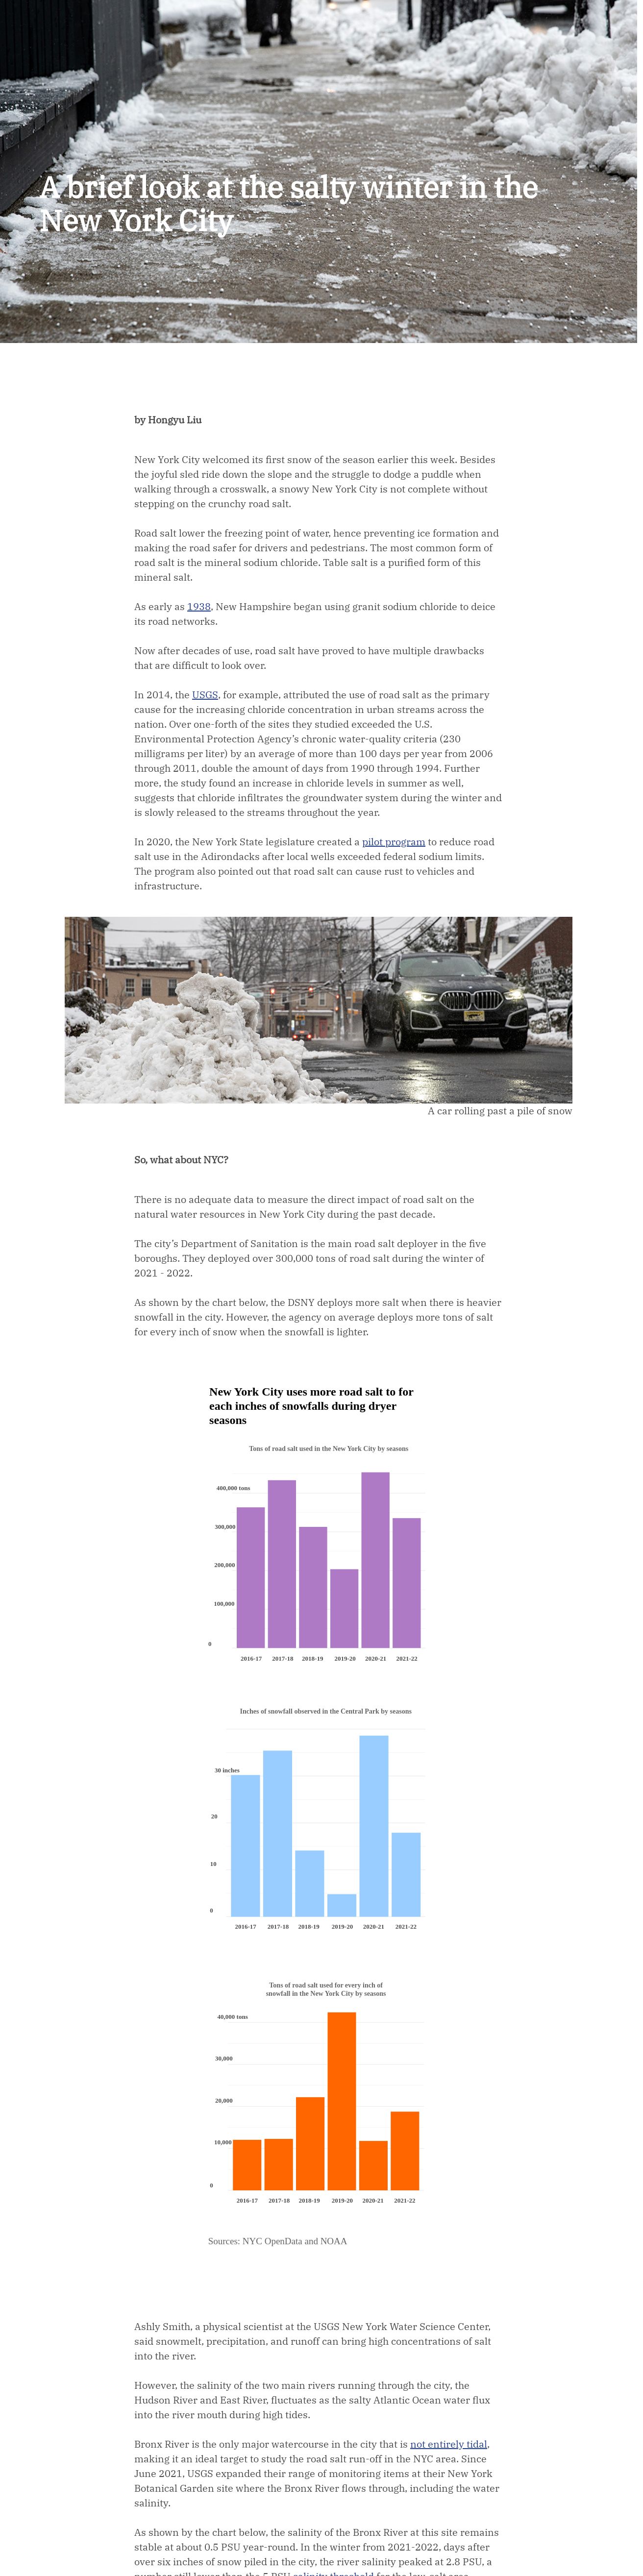 A brief look at the salty winter in the
New York City
by Hongyu Liu
New York City welcomed its first snow of the season earlier this week. Besides
the joyful sled ride down the slope and the struggle to dodge a puddle when
walking through a crosswalk, a snowy New York City is not complete without
stepping on the crunchy road salt.
Road salt lower the freezing point of water, hence preventing ice formation and
making the road safer for drivers and pedestrians. The most common form of
road salt is the mineral sodium chloride. Table salt is a purified form of this
mineral salt.
As early as 1938, New Hampshire began using granit sodium chloride to deice
its road networks.
Now after decades of use, road salt have proved to have multiple drawbacks
that are difficult to look over.
In 2014, the USGS, for example, attributed the use of road salt as the primary
cause for the increasing chloride concentration in urban streams across the
nation. Over one-forth of the sites they studied exceeded the U.S.
Environmental Protection Agency’s chronic water-quality criteria (230
milligrams per liter) by an average of more than 100 days per year from 2006
through 2011, double the amount of days from 1990 through 1994. Further
more, the study found an increase in chloride levels in summer as well,
suggests that chloride infiltrates the groundwater system during the winter and
is slowly released to the streams throughout the year.
In 2020, the New York State legislature created a pilot program to reduce road
salt use in the Adirondacks after local wells exceeded federal sodium limits.
The program also pointed out that road salt can cause rust to vehicles and
infrastructure.
A car rolling past a pile of snow
So, what about NYC?
There is no adequate data to measure the direct impact of road salt on the
natural water resources in New York City during the past decade.
The city’s Department of Sanitation is the main road salt deployer in the five
boroughs. They deployed over 300,000 tons of road salt during the winter of
2021 - 2022.
As shown by the chart below, the DSNY deploys more salt when there is heavier
snowfall in the city. However, the agency on average deploys more tons of salt
for every inch of snow when the snowfall is lighter.
New York City uses more road salt to for
each inches of snowfalls during dryer
seasons
Tons of road salt used in the New York City by seasons
400,000 tons
300,000
200,000
100,000
0
2016-17 2017-18 2018-19 2019-20 2020-21 2021-22
Inches of snowfall observed in the Central Park by seasons
30 inches
20
10
0
2016-17 2017-18 2018-19 2019-20 2020-21 2021-22
Tons of road salt used for every inch of
snowfall in the New York City by seasons
40,000 tons
30,000
20,000
10,000
0
2016-17 2017-18 2018-19 2019-20 2020-21 2021-22
Sources: NYC OpenData and NOAA
Ashly Smith, a physical scientist at the USGS New York Water Science Center,
said snowmelt, precipitation, and runoff can bring high concentrations of salt
into the river.
However, the salinity of the two main rivers running through the city, the
Hudson River and East River, fluctuates as the salty Atlantic Ocean water flux
into the river mouth during high tides.
Bronx River is the only major watercourse in the city that is not entirely tidal,
making it an ideal target to study the road salt run-off in the NYC area. Since
June 2021, USGS expanded their range of monitoring items at their New York
Botanical Garden site where the Bronx River flows through, including the water
salinity.
As shown by the chart below, the salinity of the Bronx River at this site remains
stable at about 0.5 PSU year-round. In the winter from 2021-2022, days after
over six inches of snow piled in the city, the river salinity peaked at 2.8 PSU, a